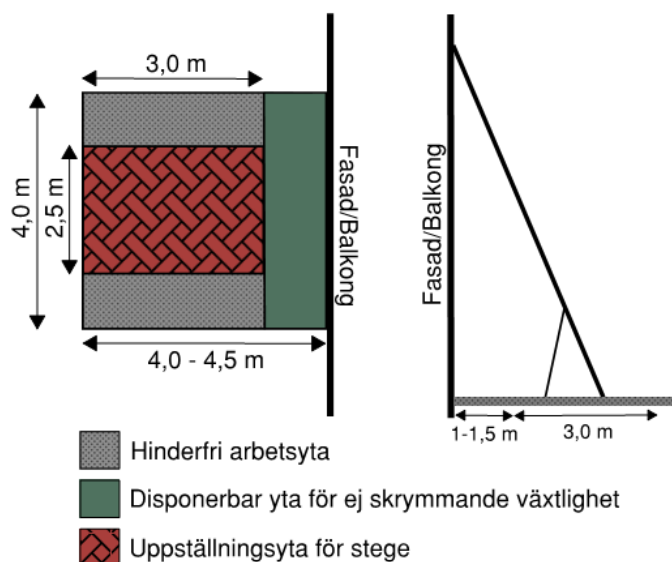 3,0 m
4,0 m
2,5 m
Fasad/Balkong
4,0 - 4,5 m
Fasad/Balkong
1-1,5 m
3,0 m
Hinderfri arbetsyta
Disponerbar yta för ej skrymmande växtlighet
Uppställningsyta för stege